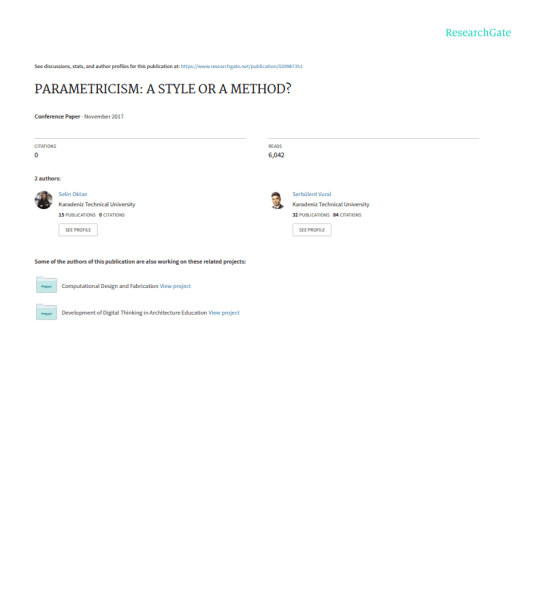 ResearchGate
See discussions, stats, and author profiles for this publication at: https://www.researchgate.net/publication/320987351
PARAMETRICISM: A STYLE OR A METHOD?
Conference Paper · November 2017
CITATIONS
0
READS
6,042
2 authors:
Selin Oktan
Karadeniz Technical University
15 PUBLICATIONS 0 CITATIONS
SEE PROFILE
Serbülent Vural
Karadeniz Technical University
32 PUBLICATIONS 84 CITATIONS
SEE PROFILE
Some of the authors of this publication are also working on these related projects:
Project
Computational Design and Fabrication View project
Project
Development of Digital Thinking in Architecture Education View project